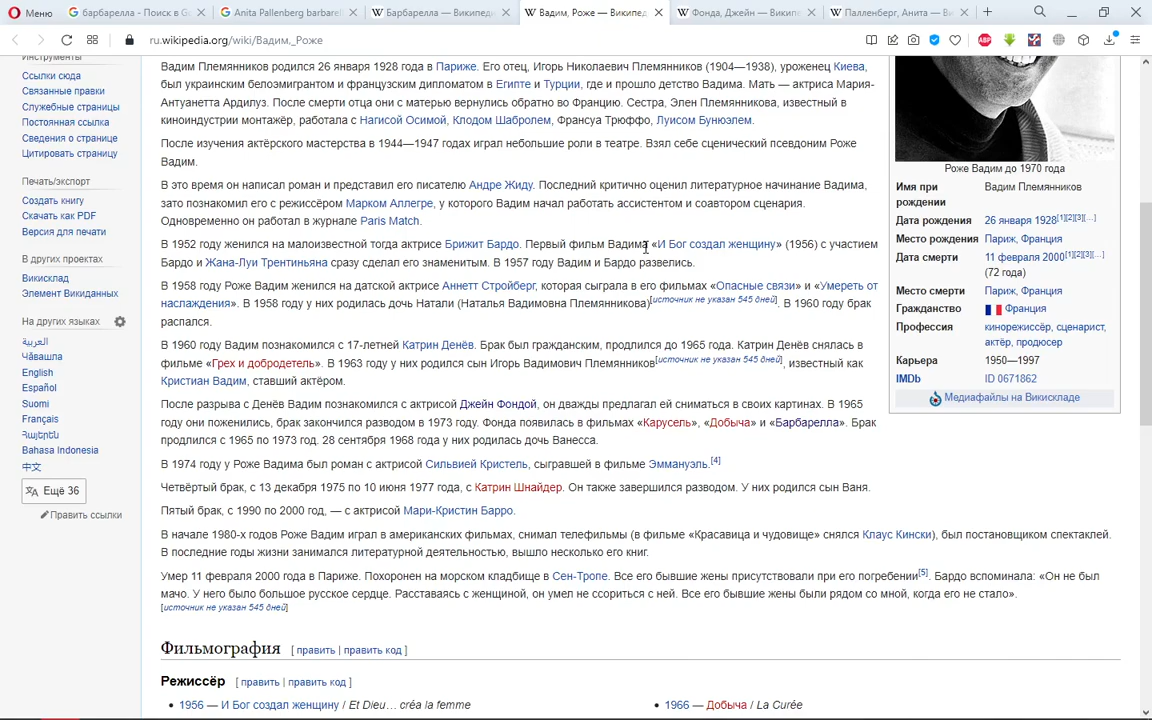 Меню
барбарелла - Поиск в Go
Anita Pallenberg barbarel
Барбарелла — Википеди
Вадим, Роже — Википед
Фонда, Джейн — Википе
Палленберг, Анита — Ви
ru.wikipedia.org/wiki/Вадим,_Роже
Инструменты
Ссылки сюда
Связанные правки
Служебные страницы
Постоянная ссылка
Сведения о странице
Цитировать страницу
Печать/экспорт
Создать книгу
Скачать как PDF
Версия для печати
В других проектах
Викисклад
Элемент Викиданных
На других языках
العربية
Чӑвашла
English
Español
Suomi
Français
Հայերեն
Bahasa Indonesia
中文
Ещё 36
Править ссылки
Вадим Племянников родился 26 января 1928 года в Париже. Его отец, Игорь Николаевич Племянников (1904—1938), уроженец Киева,
был украинским белоэмигрантом и французским дипломатом в Египте и Турции, где и прошло детство Вадима. Мать — актриса Мария-
Антуанетта Ардилуз. После смерти отца они с матерью вернулись обратно во Францию. Сестра, Элен Племянникова, известный в
киноиндустрии монтажёр, работала с Нагисой Осимой, Клодом Шабролем, Франсуа Трюффо, Луисом Бунюэлем.
После изучения актёрского мастерства в 1944—1947 годах играл небольшие роли в театре. Взял себе сценический псевдоним Роже
Вадим.
В это время он написал роман и представил его писателю Андре Жиду. Последний критично оценил литературное начинание Вадима,
зато познакомил его с режиссёром Марком Аллегре, у которого Вадим начал работать ассистентом и соавтором сценария.
Одновременно он работал в журнале Paris Match.
В 1952 году женился на малоизвестной тогда актрисе Брижит Бардо. Первый фильм Вадима «И Бог создал женщину» (1956) с участием
Бардо и Жана-Луи Трентиньяна сразу сделал его знаменитым. В 1957 году Вадим и Бардо развелись.
В 1958 году Роже Вадим женился на датской актрисе Аннетт Стройберг, которая сыграла в его фильмах «Опасные связи» и «Умереть от
наслаждения». В 1958 году у них родилась дочь Натали (Наталья Вадимовна Племянникова)[источник не указан 545 дней]. В 1960 году брак
распался.
В 1960 году Вадим познакомился с 17-летней Катрин Денёв. Брак был гражданским, продлился до 1965 года. Катрин Денёв снялась в
фильме «Грех и добродетель». В 1963 году у них родился сын Игорь Вадимович Племянников[источник не указан 545 дней], известный как
Кристиан Вадим, ставший актёром.
После разрыва с Денёв Вадим познакомился с актрисой Джейн Фондой, он дважды предлагал ей сниматься в своих картинах. В 1965
году они поженились, брак закончился разводом в 1973 году. Фонда появилась в фильмах «Карусель», «Добыча» и «Барбарелла». Брак
продлился с 1965 по 1973 год. 28 сентября 1968 года у них родилась дочь Ванесса.
В 1974 году у Роже Вадима был роман с актрисой Сильвией Кристель, сыгравшей в фильме Эммануэль.[4]
Четвёртый брак, с 13 декабря 1975 по 10 июня 1977 года, с Катрин Шнайдер. Он также завершился разводом. У них родился сын Ваня.
Пятый брак, с 1990 по 2000 год, — с актрисой Мари-Кристин Барро.
В начале 1980-х годов Роже Вадим играл в американских фильмах, снимал телефильмы (в фильме «Красавица и чудовище» снялся Клаус Кински), был постановщиком спектаклей.
В последние годы жизни занимался литературной деятельностью, вышло несколько его книг.
Умер 11 февраля 2000 года в Париже. Похоронен на морском кладбище в Сен-Тропе. Все его бывшие жены присутствовали при его погребении[5]. Бардо вспоминала: «Он не был
мачо. У него было большое русское сердце. Расставаясь с женщиной, он умел не ссориться с ней. Все его бывшие жены были рядом со мной, когда его не стало».
[источник не указан 545 дней]
Фильмография [ править | править код ]
Режиссёр [ править | править код ]
• 1956 — И Бог создал женщину / Et Dieu… créa la femme
• 1966 — Добыча / La Curée
Роже Вадим до 1970 года
Имя при рождении Вадим Племянников
Дата рождения 26 января 1928[1][2][3][…]
Место рождения Париж, Франция
Дата смерти 11 февраля 2000[1][2][3][…]
(72 года)
Место смерти Париж, Франция
Гражданство Франция
Профессия кинорежиссёр, сценарист,
актёр, продюсер
Карьера 1950—1997
IMDb ID 0671862
Медиафайлы на Викискладе